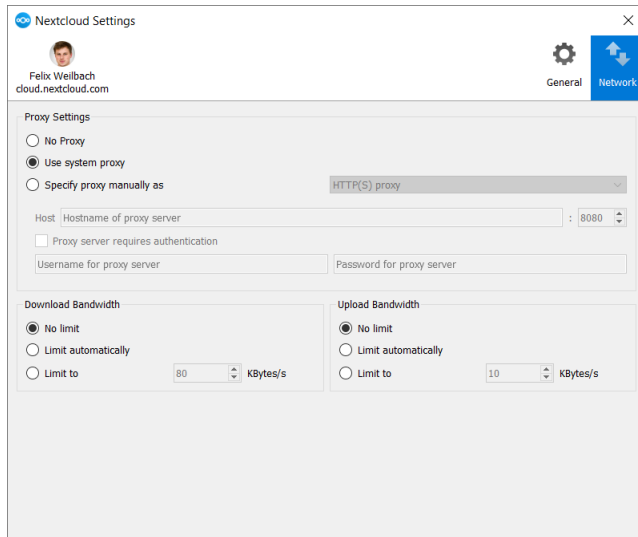 Nextcloud Settings
Felix Weilbach
cloud.nextcloud.com
General
Network
Proxy Settings
No Proxy
Use system proxy
Specify proxy manually as HTTP(S) proxy
Host Hostname of proxy server : 8080
Proxy server requires authentication
Username for proxy server Password for proxy server
Download Bandwidth
No limit
Limit automatically
Limit to 80 KBytes/s
Upload Bandwidth
No limit
Limit automatically
Limit to 10 KBytes/s